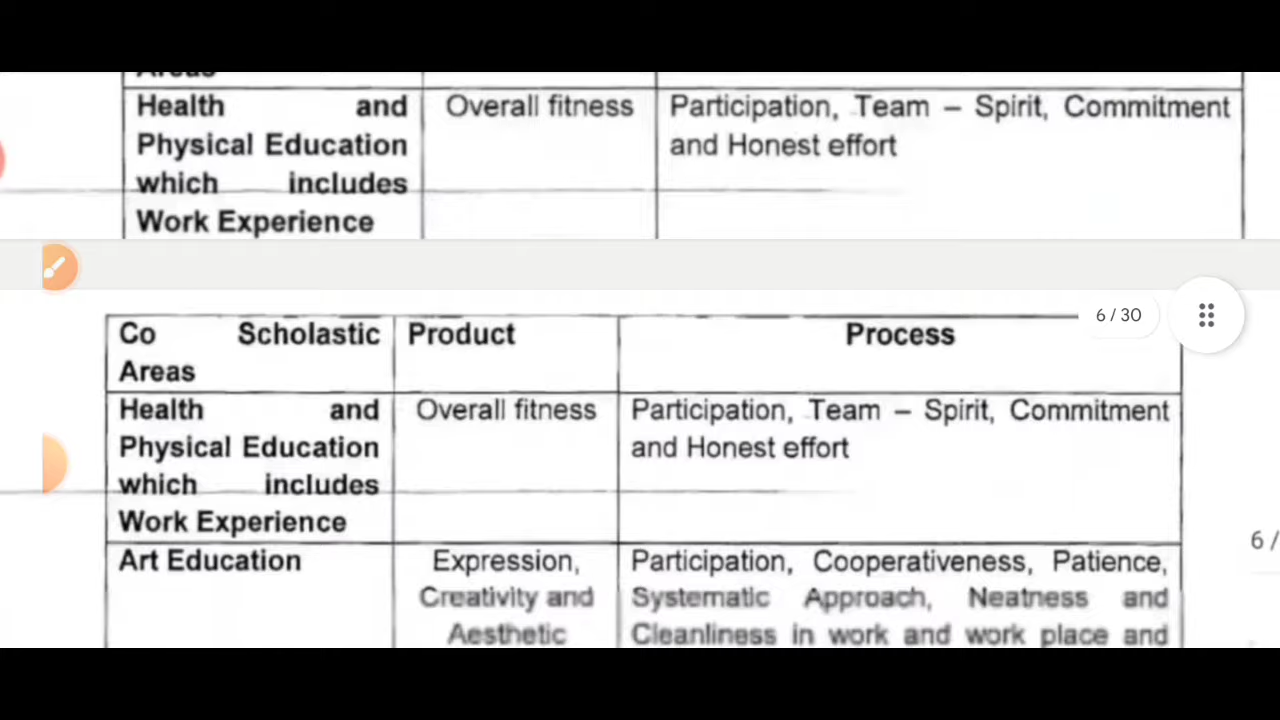 Areas
Health and Overall fitness Participation, Team – Spirit, Commitment
Physical Education and Honest effort
which includes
Work Experience
6 / 30
Co Scholastic Product Process
Areas
Health and Overall fitness Participation, Team – Spirit, Commitment
Physical Education and Honest effort
which includes
Work Experience
6 /
Art Education Expression, Participation, Cooperativeness, Patience,
Creativity and Systematic Approach, Neatness and
Aesthetic Cleanliness in work and work place and